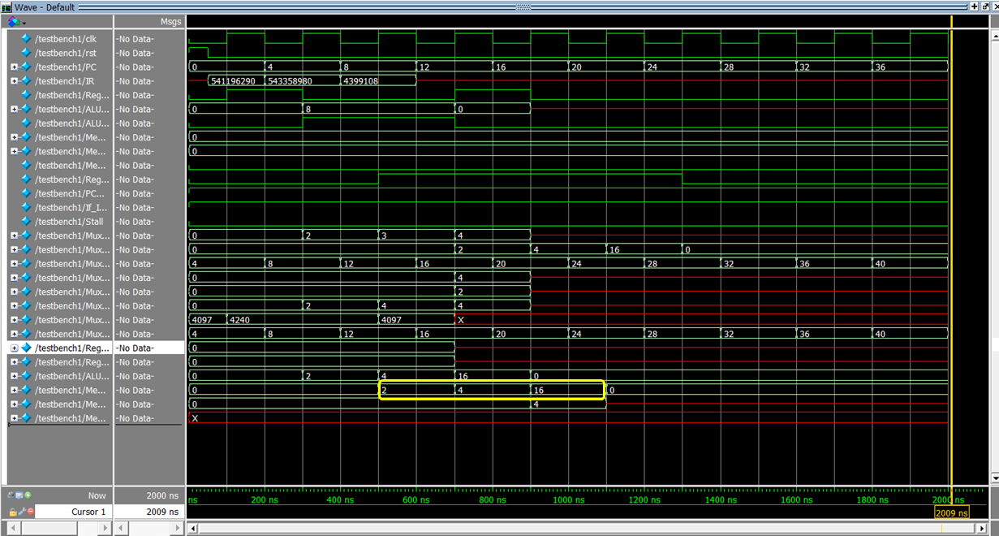 Wave - Default
Msgs
/testbench1/clk -No Data-
/testbench1/rst -No Data-
/testbench1/PC -No Data- 0 4 8 12 16 20 24 28 32 36
/testbench1/IR -No Data- 541196290 543358980 4399108
/testbench1/Reg... -No Data-
/testbench1/ALU... -No Data- 0 8 0
/testbench1/ALU... -No Data-
/testbench1/Me... -No Data- 0
/testbench1/Me... -No Data- 0
/testbench1/Me... -No Data-
/testbench1/Reg... -No Data-
/testbench1/PC... -No Data-
/testbench1/If_I... -No Data-
/testbench1/Stall -No Data-
/testbench1/Mux... -No Data- 0 2 3 4
/testbench1/Mux... -No Data- 0 2 4 16 0
/testbench1/Mux... -No Data- 4 8 12 16 20 24 28 32 36 40
/testbench1/Mux... -No Data- 0 4
/testbench1/Mux... -No Data- 0 2
/testbench1/Mux... -No Data- 0 2 4 4
/testbench1/Mux... -No Data- 4097 4240 4097 X
/testbench1/Mux... -No Data- 4 8 12 16 20 24 28 32 36 40
/testbench1/Reg... -No Data- 0
/testbench1/Reg... -No Data- 0
/testbench1/ALU... -No Data- 0 2 4 16 0
/testbench1/Me... -No Data- 0 2 4 16 0
/testbench1/Me... -No Data- 0 4
/testbench1/Me... -No Data- X
Now 2000 ns ns 200 ns 400 ns 600 ns 800 ns 1000 ns 1200 ns 1400 ns 1600 ns 1800 ns 2000 ns
Cursor 1 2009 ns 2009 ns